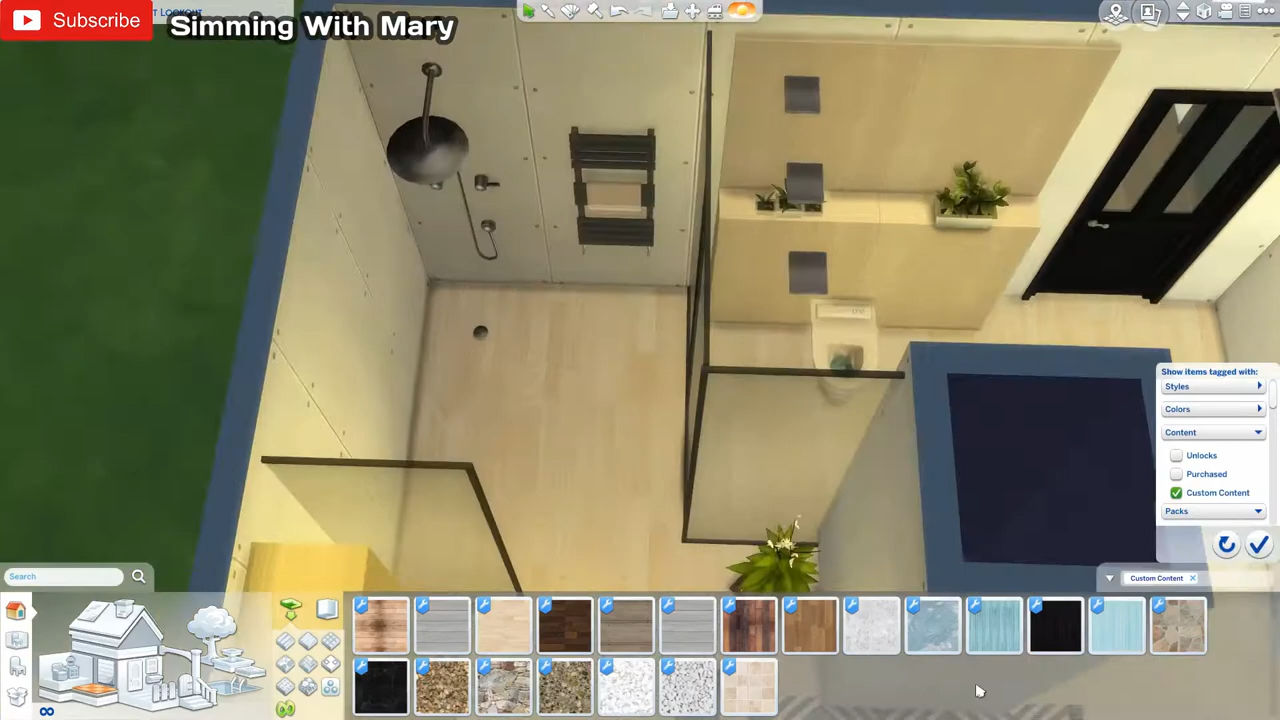 Subscribe
Simming With Mary
Show items tagged with:
Styles
Colors
Content
Unlocks
Purchased
Custom Content
Packs
Search
Custom Content